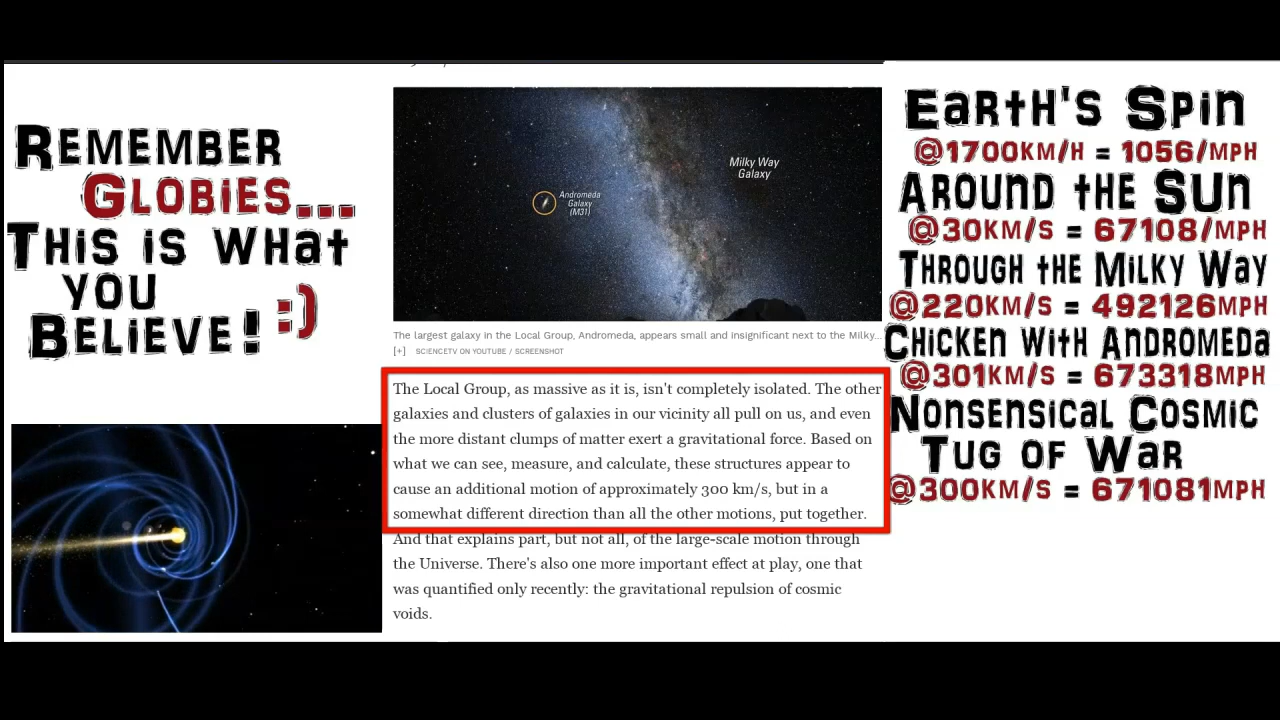 REMEMBER
GLOBIES...
THIS IS WHAT
YOU
BELIEVE! :)
Milky Way
Galaxy
Andromeda
Galaxy
(M31)
The largest galaxy in the Local Group, Andromeda, appears small and insignificant next to the Milky...
[+] SCIENCETV ON YOUTUBE / SCREENSHOT
The Local Group, as massive as it is, isn't completely isolated. The other
galaxies and clusters of galaxies in our vicinity all pull on us, and even
the more distant clumps of matter exert a gravitational force. Based on
what we can see, measure, and calculate, these structures appear to
cause an additional motion of approximately 300 km/s, but in a
somewhat different direction than all the other motions, put together.
And that explains part, but not all, of the large-scale motion through
the Universe. There's also one more important effect at play, one that
was quantified only recently: the gravitational repulsion of cosmic
voids.
EARTH'S SPIN
@1700KM/H = 1056/MPH
AROUND THE SUN
@30KM/S = 67108/MPH
THROUGH THE MILKY WAY
@220KM/S = 492126MPH
CHICKEN WITH ANDROMEDA
@301KM/S = 673318MPH
NONSENSICAL COSMIC
TUG OF WAR
@300KM/S = 671081MPH